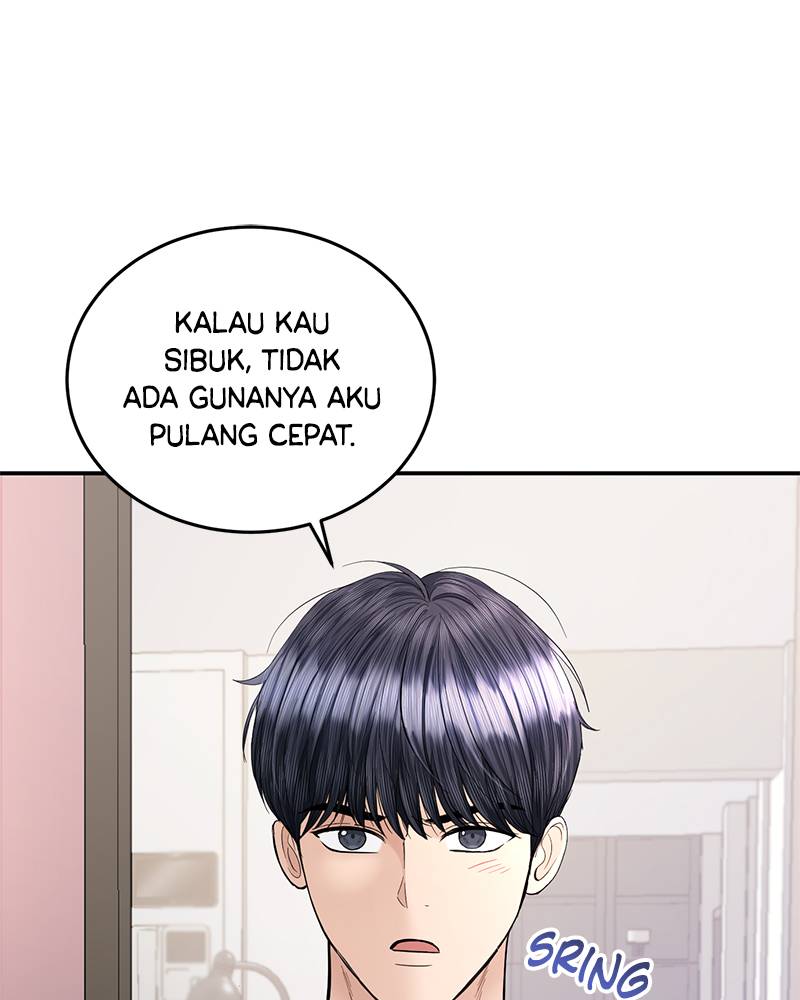 KALAU KAU
SIBUK, TIDAK
ADA GUNANYA AKU
PULANG CEPAT.
SRING